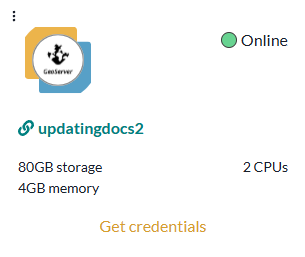 GeoServer
Online
updatingdocs2
80GB storage
2 CPUs
4GB memory
Get credentials